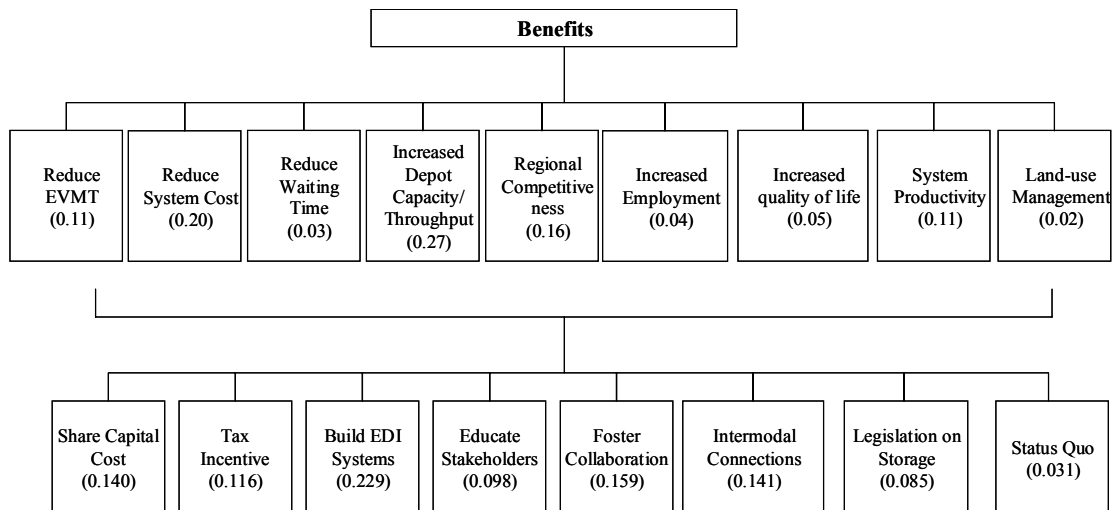 Benefits
Reduce
EVMT
(0.11)
Reduce
System Cost
(0.20)
Reduce
Waiting
Time
(0.03)
Increased
Depot
Capacity/
Throughput
(0.27)
Regional
Competitive
ness
(0.16)
Increased
Employment
(0.04)
Increased
quality of life
(0.05)
System
Productivity
(0.11)
Land-use
Management
(0.02)
Share Capital
Cost
(0.140)
Tax
Incentive
(0.116)
Build EDI
Systems
(0.229)
Educate
Stakeholders
(0.098)
Foster
Collaboration
(0.159)
Intermodal
Connections
(0.141)
Legislation on
Storage
(0.085)
Status Quo
(0.031)